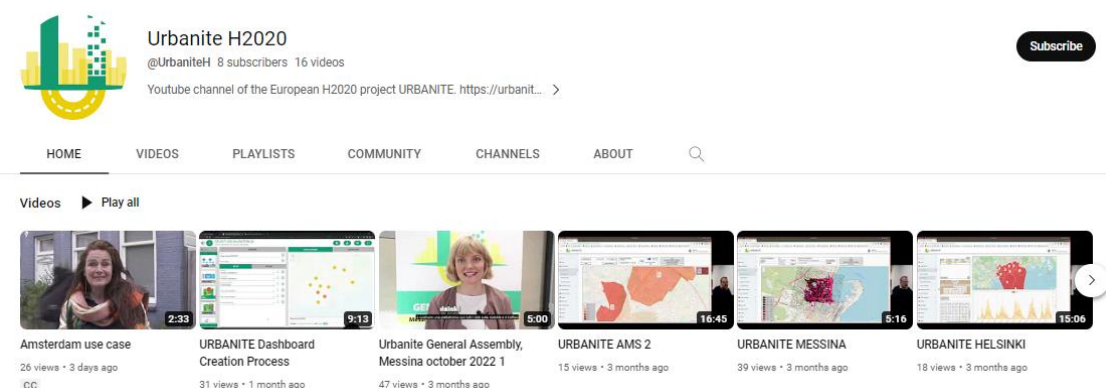 Urbanite H2020
@UrbaniteH 8 subscribers 16 videos
Youtube channel of the European H2020 project URBANITE. https://urbanit...
Subscribe
HOME VIDEOS PLAYLISTS COMMUNITY CHANNELS ABOUT
Videos Play all
2:33 9:13 5:00 16:45 5:16 15:06
Amsterdam use case
26 views • 3 days ago
CC
URBANITE Dashboard
Creation Process
31 views • 1 month ago
Urbanite General Assembly,
Messina october 2022 1
47 views • 3 months ago
URBANITE AMS 2
15 views • 3 months ago
URBANITE MESSINA
39 views • 3 months ago
URBANITE HELSINKI
18 views • 3 months ago